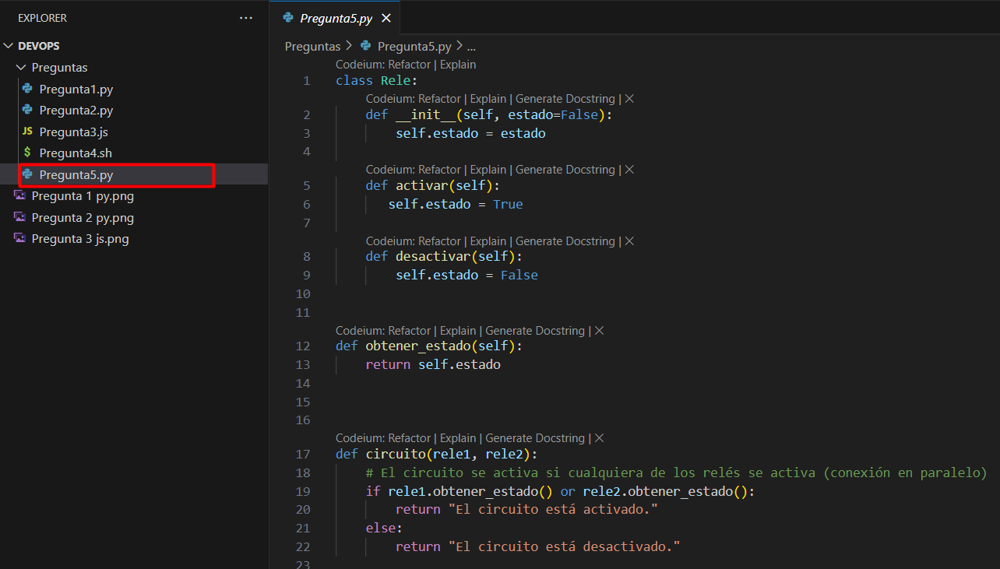 EXPLORER ...
DEVOPS
Preguntas
Pregunta1.py
Pregunta2.py
JS Pregunta3.js
$ Pregunta4.sh
Pregunta5.py
Pregunta 1 py.png
Pregunta 2 py.png
Pregunta 3 js.png
Pregunta5.py ×
Preguntas > Pregunta5.py > ...
Codeium: Refactor | Explain
1 class Rele:
Codeium: Refactor | Explain | Generate Docstring | ×
2     def __init__(self, estado=False):
3         self.estado = estado
4
Codeium: Refactor | Explain | Generate Docstring | ×
5     def activar(self):
6        self.estado = True
7
Codeium: Refactor | Explain | Generate Docstring | ×
8     def desactivar(self):
9         self.estado = False
10
11
Codeium: Refactor | Explain | Generate Docstring | ×
12 def obtener_estado(self):
13     return self.estado
14
15
16
Codeium: Refactor | Explain | Generate Docstring | ×
17 def circuito(rele1, rele2):
18     # El circuito se activa si cualquiera de los relés se activa (conexión en paralelo)
19     if rele1.obtener_estado() or rele2.obtener_estado():
20         return "El circuito está activado."
21     else:
22         return "El circuito está desactivado."
23